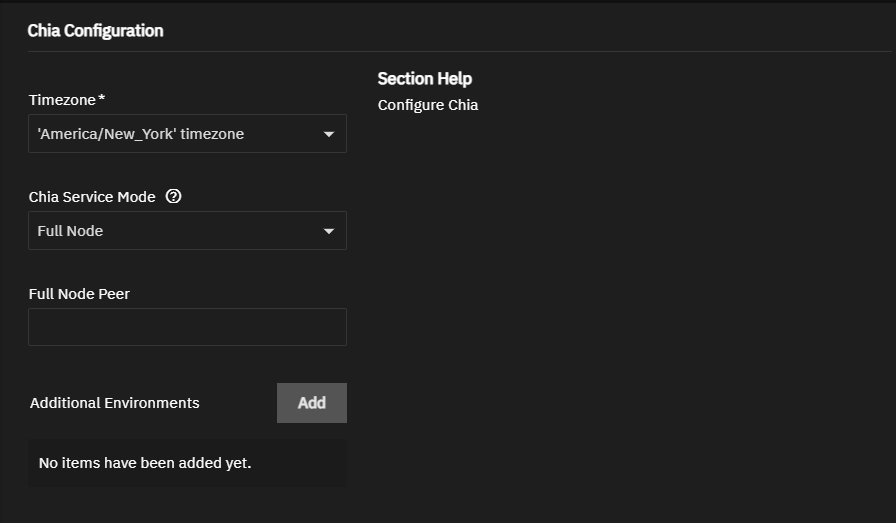 Chia Configuration
Section Help
Configure Chia
Timezone*
'America/New_York' timezone
Chia Service Mode
Full Node
Full Node Peer
Additional Environments
Add
No items have been added yet.